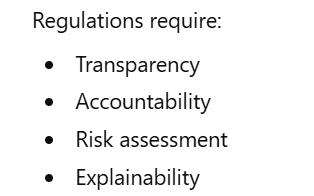 Regulations require:
• Transparency
• Accountability
• Risk assessment
• Explainability